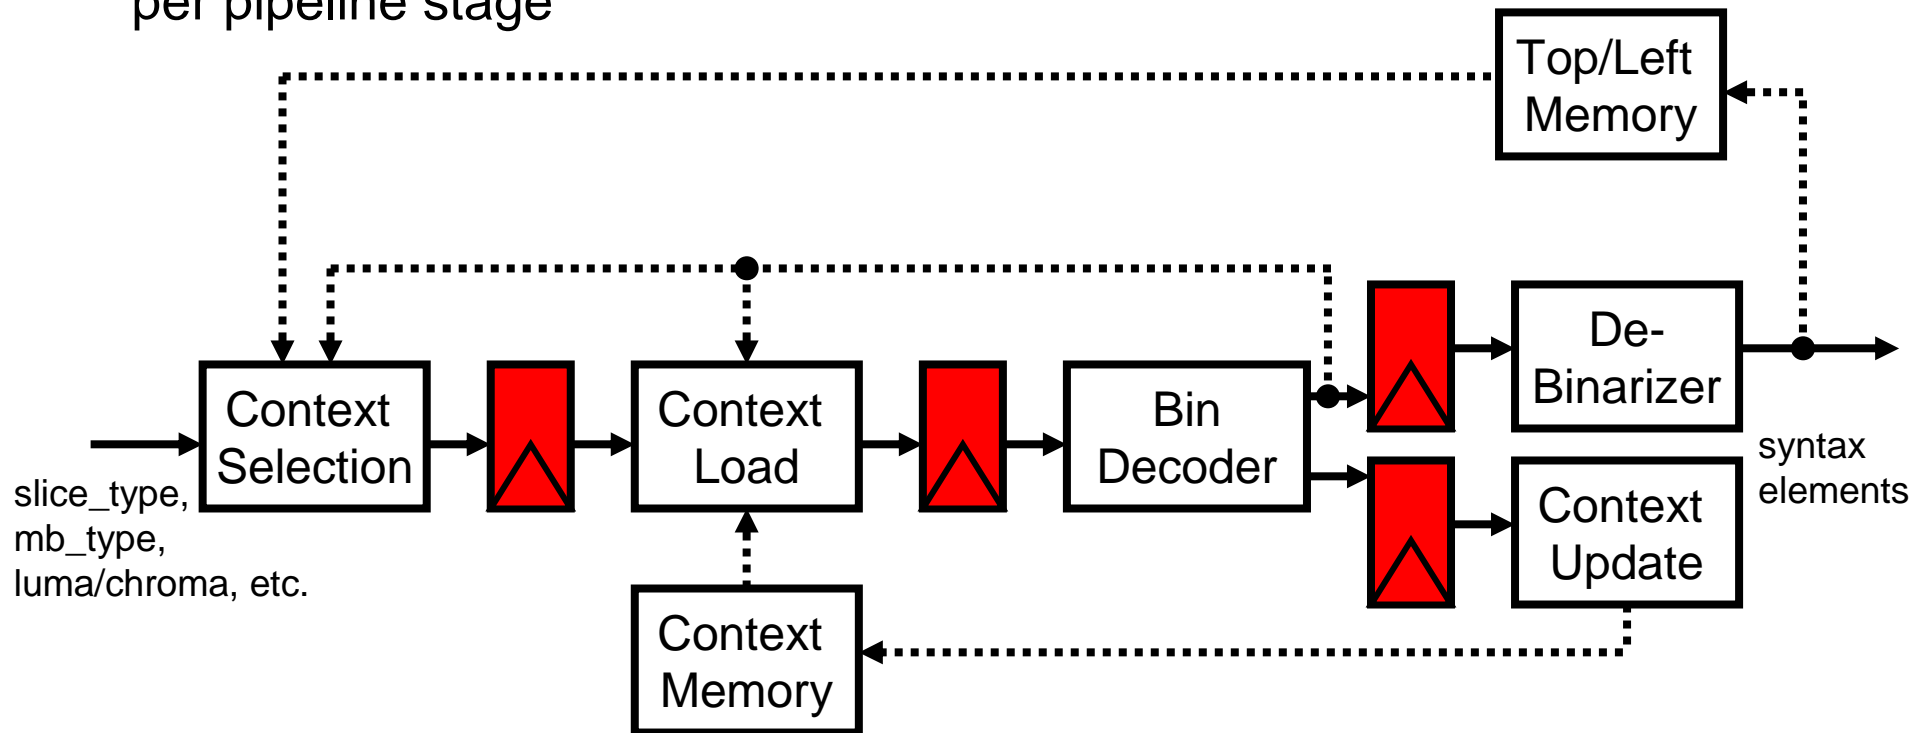 per pipeline stage
Top/Left
Memory
Context
Selection
Context
Load
Bin
Decoder
De-
Binarizer
syntax
elements
slice_type,
mb_type,
luma/chroma, etc.
Context
Update
Context
Memory